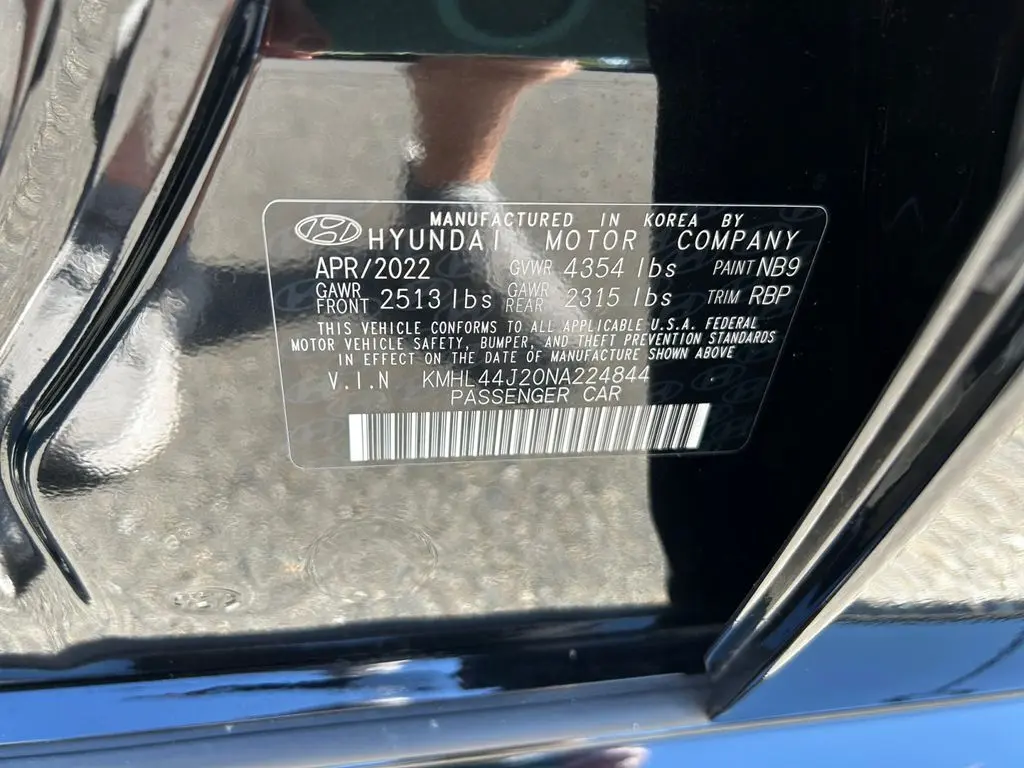 MANUFACTURED IN KOREA BY
HYUNDAI MOTOR COMPANY
APR/2022 GVWR 4354 lbs PAINT NB9
GAWR FRONT 2513 lbs GAWR REAR 2315 lbs TRIM RBP
THIS VEHICLE CONFORMS TO ALL APPLICABLE U.S.A. FEDERAL
MOTOR VEHICLE SAFETY, BUMPER, AND THEFT PREVENTION STANDARDS
IN EFFECT ON THE DATE OF MANUFACTURE SHOWN ABOVE
V.I.N KMHL44J20NA224844
PASSENGER CAR